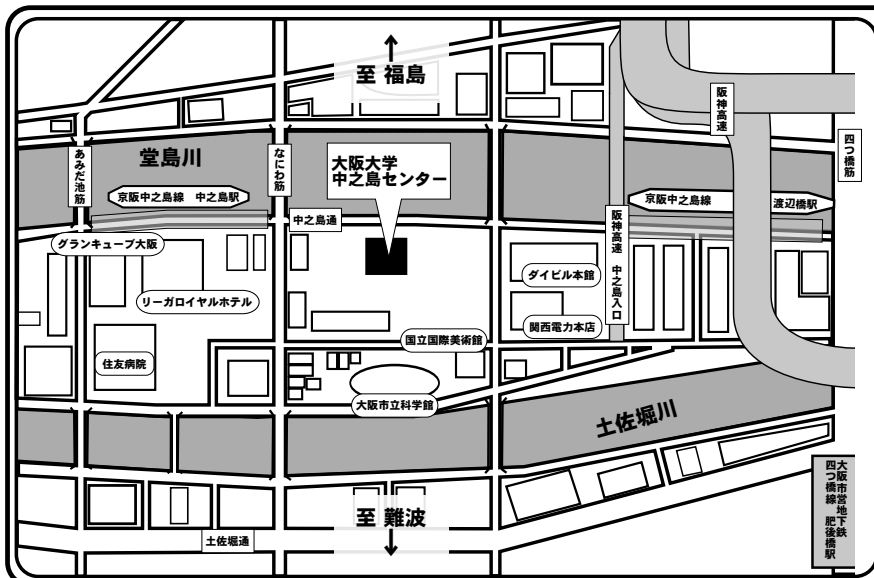 至 福島
阪神高速
四つ橋筋
あみだ池筋
堂島川
なにわ筋
大阪大学
中之島センター
京阪中之島線 中之島駅
京阪中之島線
渡辺橋駅
中之島通
阪神高速 中之島入口
グランキューブ大阪
ダイビル本館
リーガロイヤルホテル
関西電力本店
国立国際美術館
住友病院
大阪市立科学館
土佐堀川
大阪市営地下鉄
四つ橋線 肥後橋駅
至 難波
土佐堀通